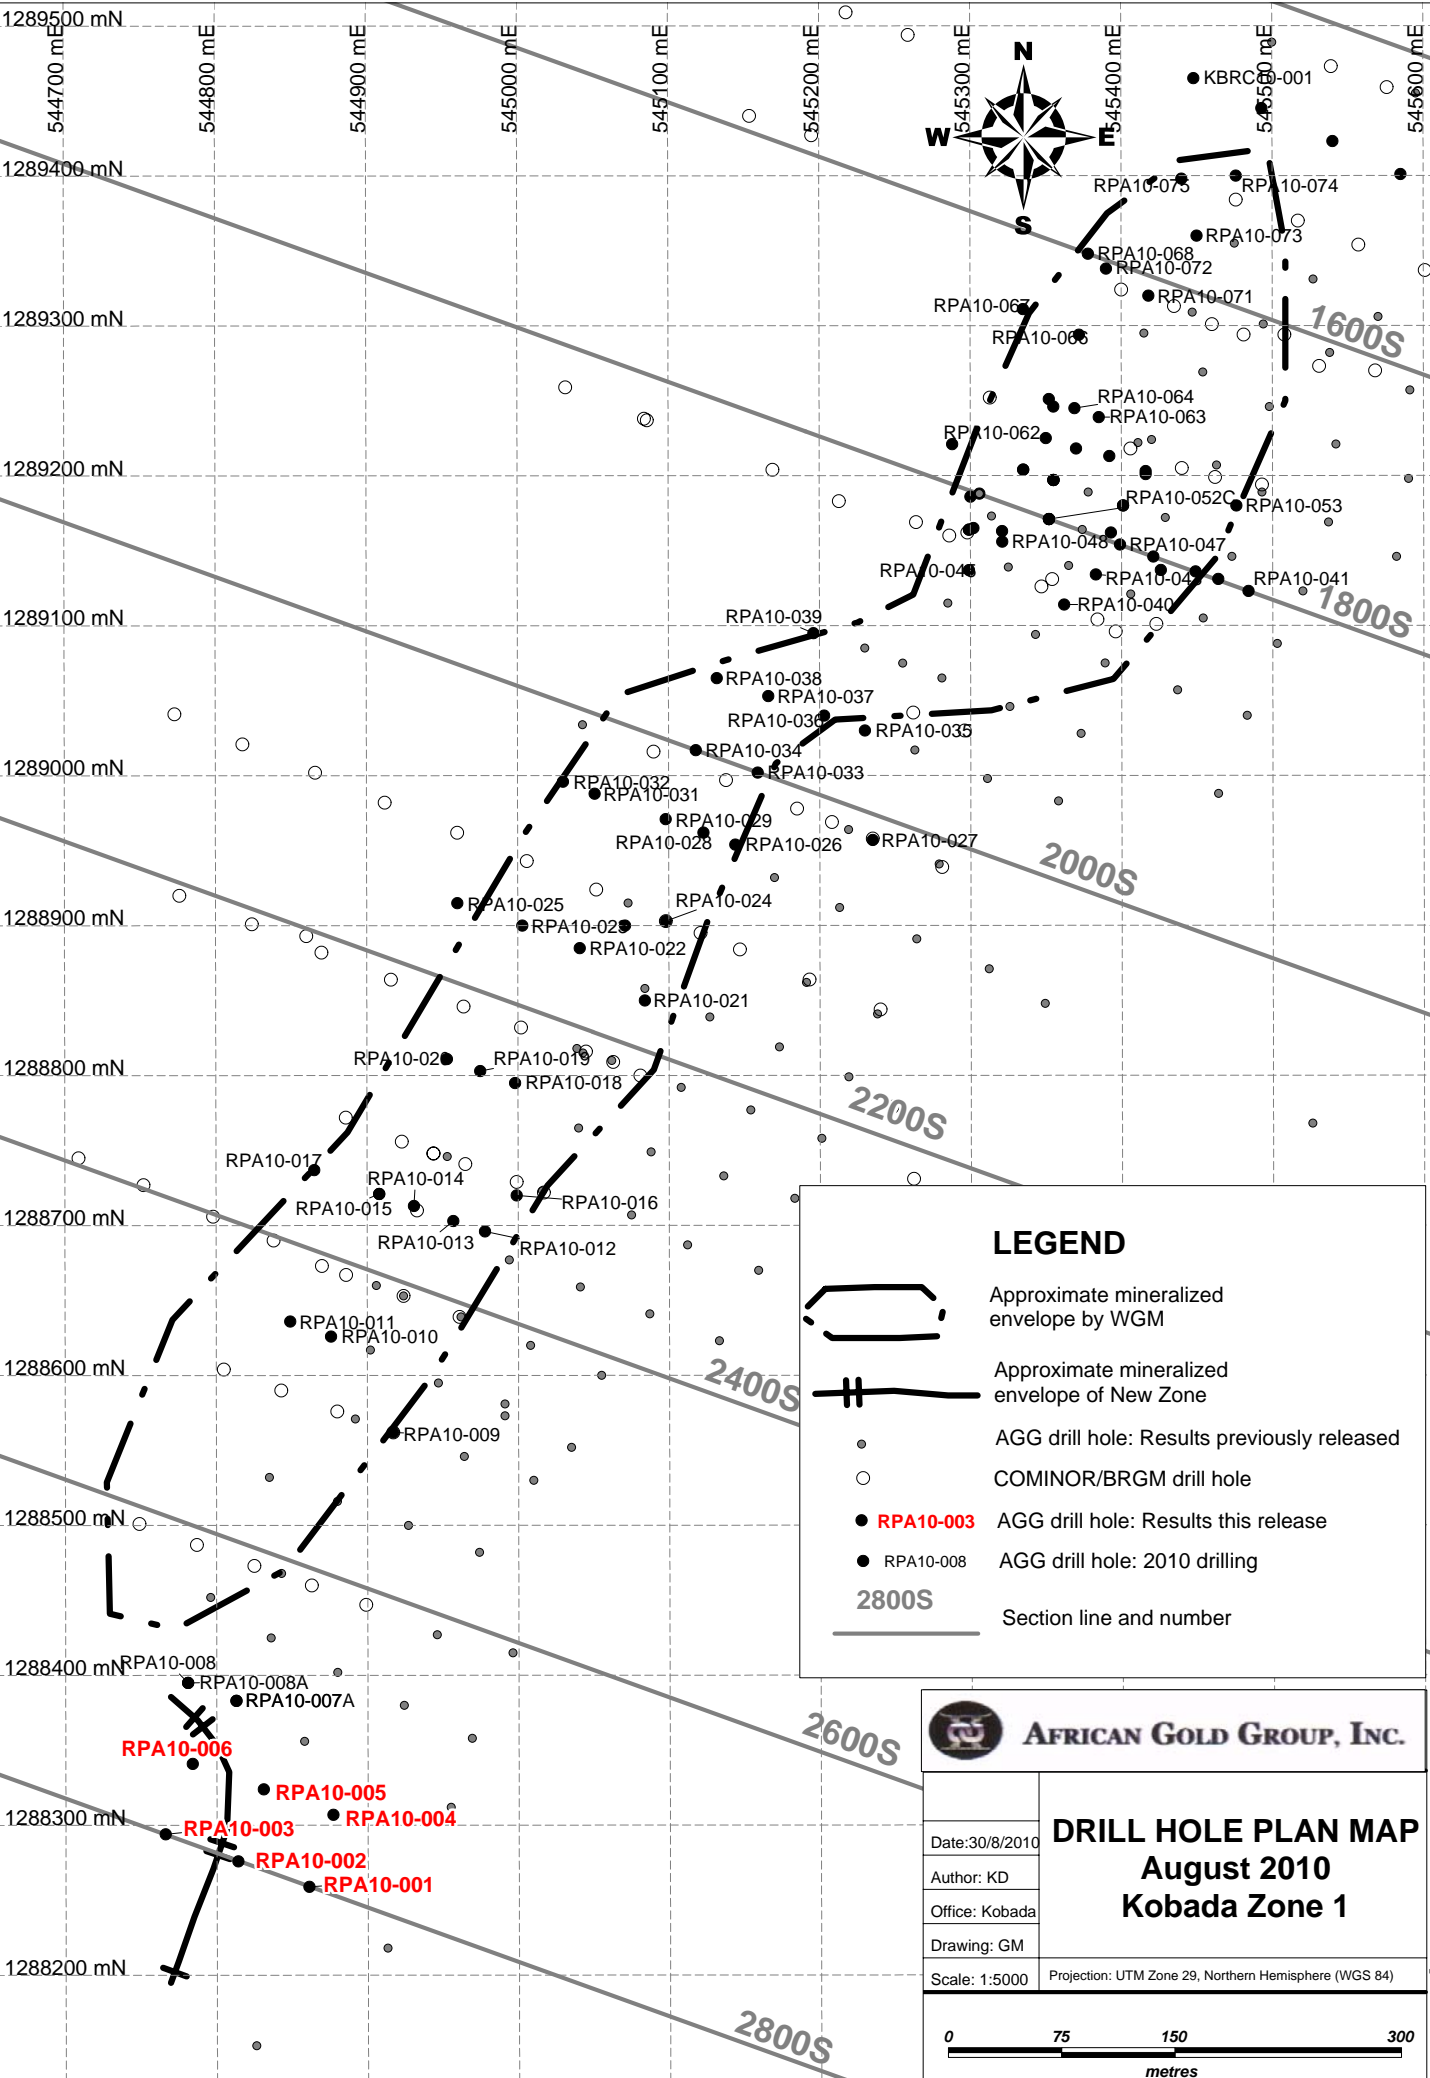 1289500 mN
544700 mE
544800 mE
544900 mE
545000 mE
545100 mE
545200 mE
545300 mE
545400 mE
545500 mE
545600 mE
N
W
E
S
KBRC10-001
1289400 mN
RPA10-075
RPA10-074
RPA10-073
RPA10-068
RPA10-072
RPA10-071
RPA10-067
1289300 mN
RPA10-066
1600S
RPA10-064
RPA10-063
RPA10-062
1289200 mN
RPA10-052C
RPA10-053
RPA10-048
RPA10-047
RPA10-041
RPA10-040
1800S
1289100 mN
RPA10-039
RPA10-038
RPA10-037
RPA10-036
RPA10-035
RPA10-034
RPA10-033
1289000 mN
RPA10-032
RPA10-031
RPA10-029
RPA10-028
RPA10-026
RPA10-027
2000S
RPA10-025
RPA10-024
1288900 mN
RPA10-023
RPA10-022
RPA10-021
RPA10-020
RPA10-019
1288800 mN
RPA10-018
2200S
RPA10-017
RPA10-014
RPA10-015
RPA10-016
1288700 mN
RPA10-013
RPA10-012
RPA10-011
RPA10-010
1288600 mN
2400S
RPA10-009
1288500 mN
LEGEND
Approximate mineralized
envelope by WGM
Approximate mineralized
envelope of New Zone
AGG drill hole: Results previously released
COMINOR/BRGM drill hole
RPA10-003 AGG drill hole: Results this release
RPA10-008 AGG drill hole: 2010 drilling
2800S
Section line and number
1288400 mN
RPA10-008
RPA10-008A
RPA10-007A
RPA10-006
RPA10-005
RPA10-004
2600S
1288300 mN
RPA10-003
RPA10-002
RPA10-001
1288200 mN
2800S
AFRICAN GOLD GROUP, INC.
Date:30/8/2010
Author: KD
Office: Kobada
Drawing: GM
Scale: 1:5000
DRILL HOLE PLAN MAP
August 2010
Kobada Zone 1
Projection: UTM Zone 29, Northern Hemisphere (WGS 84)
0 75 150 300
metres